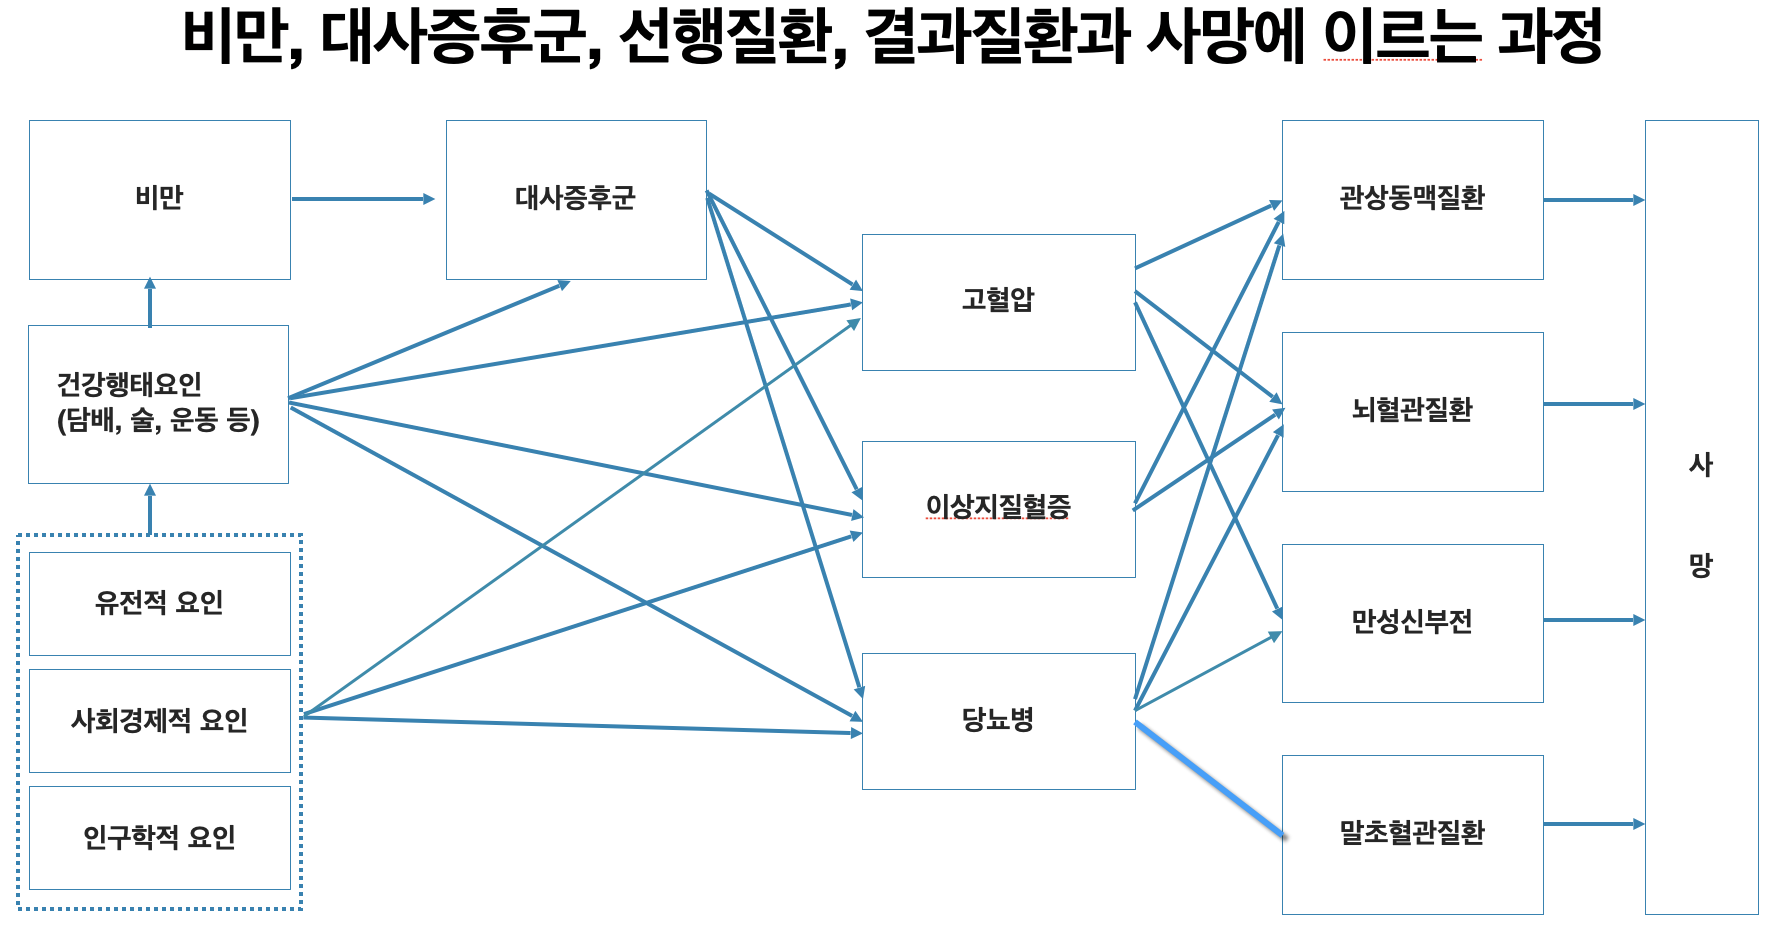 비만, 대사증후군, 선행질환, 결과질환과 사망에 이르는 과정
비만
대사증후군
관상동맥질환
고혈압
건강행태요인
(담배, 술, 운동 등)
뇌혈관질환
사
망
이상지질혈증
유전적 요인
만성신부전
사회경제적 요인
당뇨병
인구학적 요인
말초혈관질환